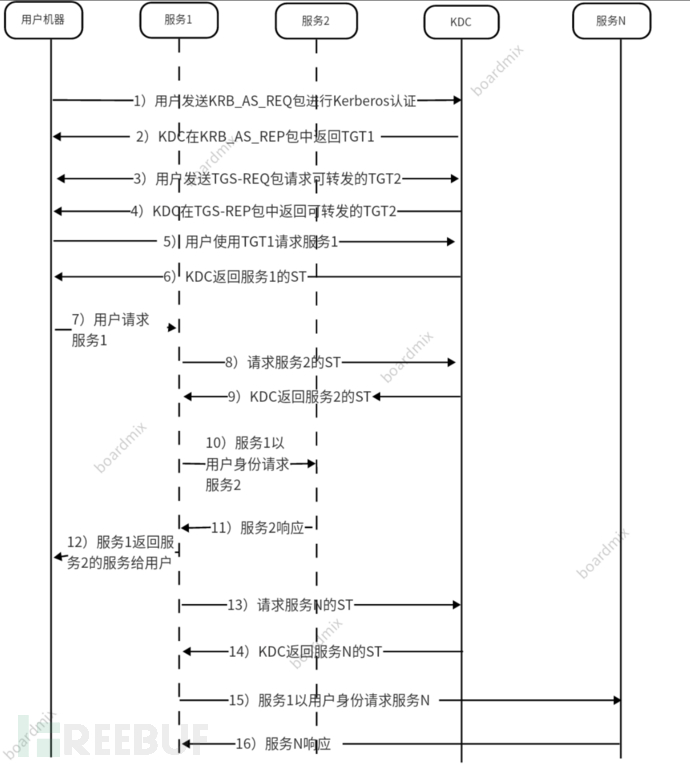 用户机器
服务1
服务2
KDC
服务N
1）用户发送KRB_AS_REQ包进行Kerberos认证
2）KDC在KRB_AS_REP包中返回TGT1
3）用户发送TGS-REQ包请求可转发的TGT2
4）KDC在TGS-REP包中返回可转发的TGT2
5）用户使用TGT1请求服务1
6）KDC返回服务1的ST
7）用户请求
服务1
8）请求服务2的ST
9）KDC返回服务2的ST
10）服务1以
用户身份请求
服务2
11）服务2响应
12）服务1返回服
务2的服务给用户
13）请求服务N的ST
14）KDC返回服务N的ST
15）服务1以用户身份请求服务N
16）服务N响应
boardmix
boardmix
boardmix
boardmix
boardmix
boardmix
boardmix
FREEBUF